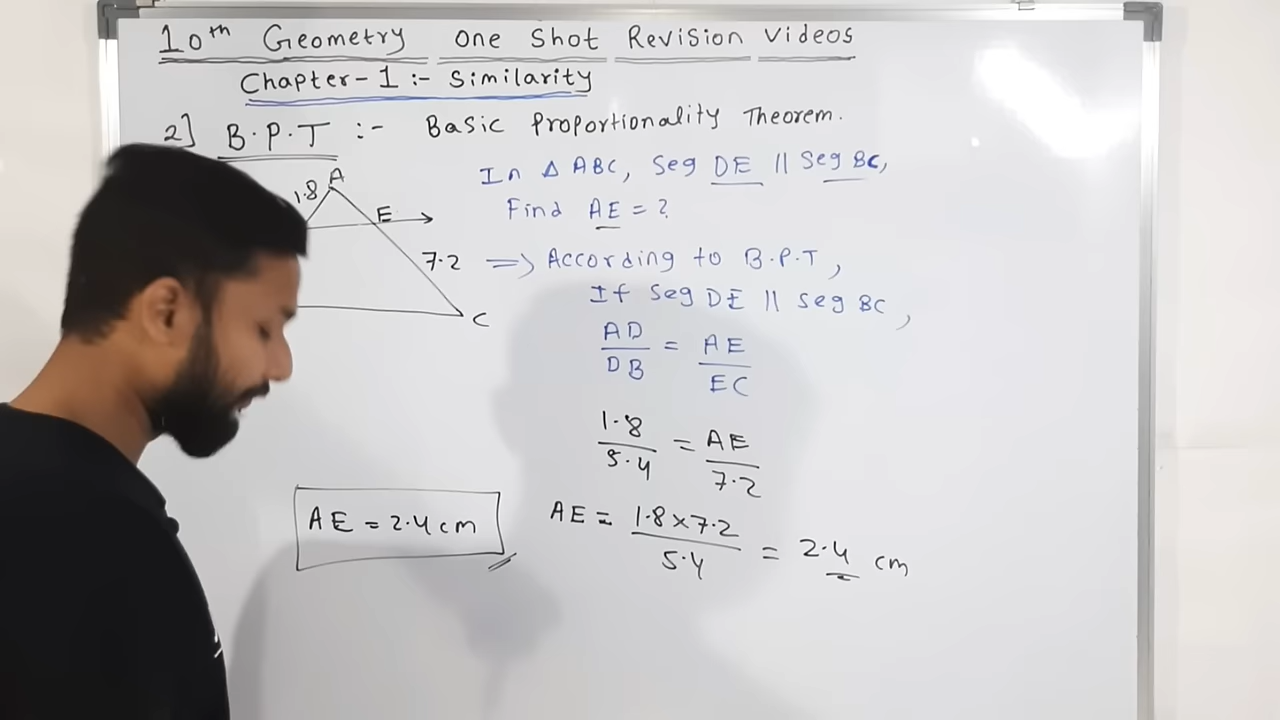 10th Geometry One Shot Revision Videos
Chapter-1 :- Similarity
2] B.P.T :- Basic Proportionality Theorem.
In Δ ABC, Seg DE || Seg BC,
Find AE = ?
A
1.8
E
7.2
C
=> According to B.P.T,
If Seg DE || Seg BC,
AD/DB = AE/EC
1.8/5.4 = AE/7.2
AE = 1.8×7.2/5.4 = 2.4 cm
AE = 2.4 cm